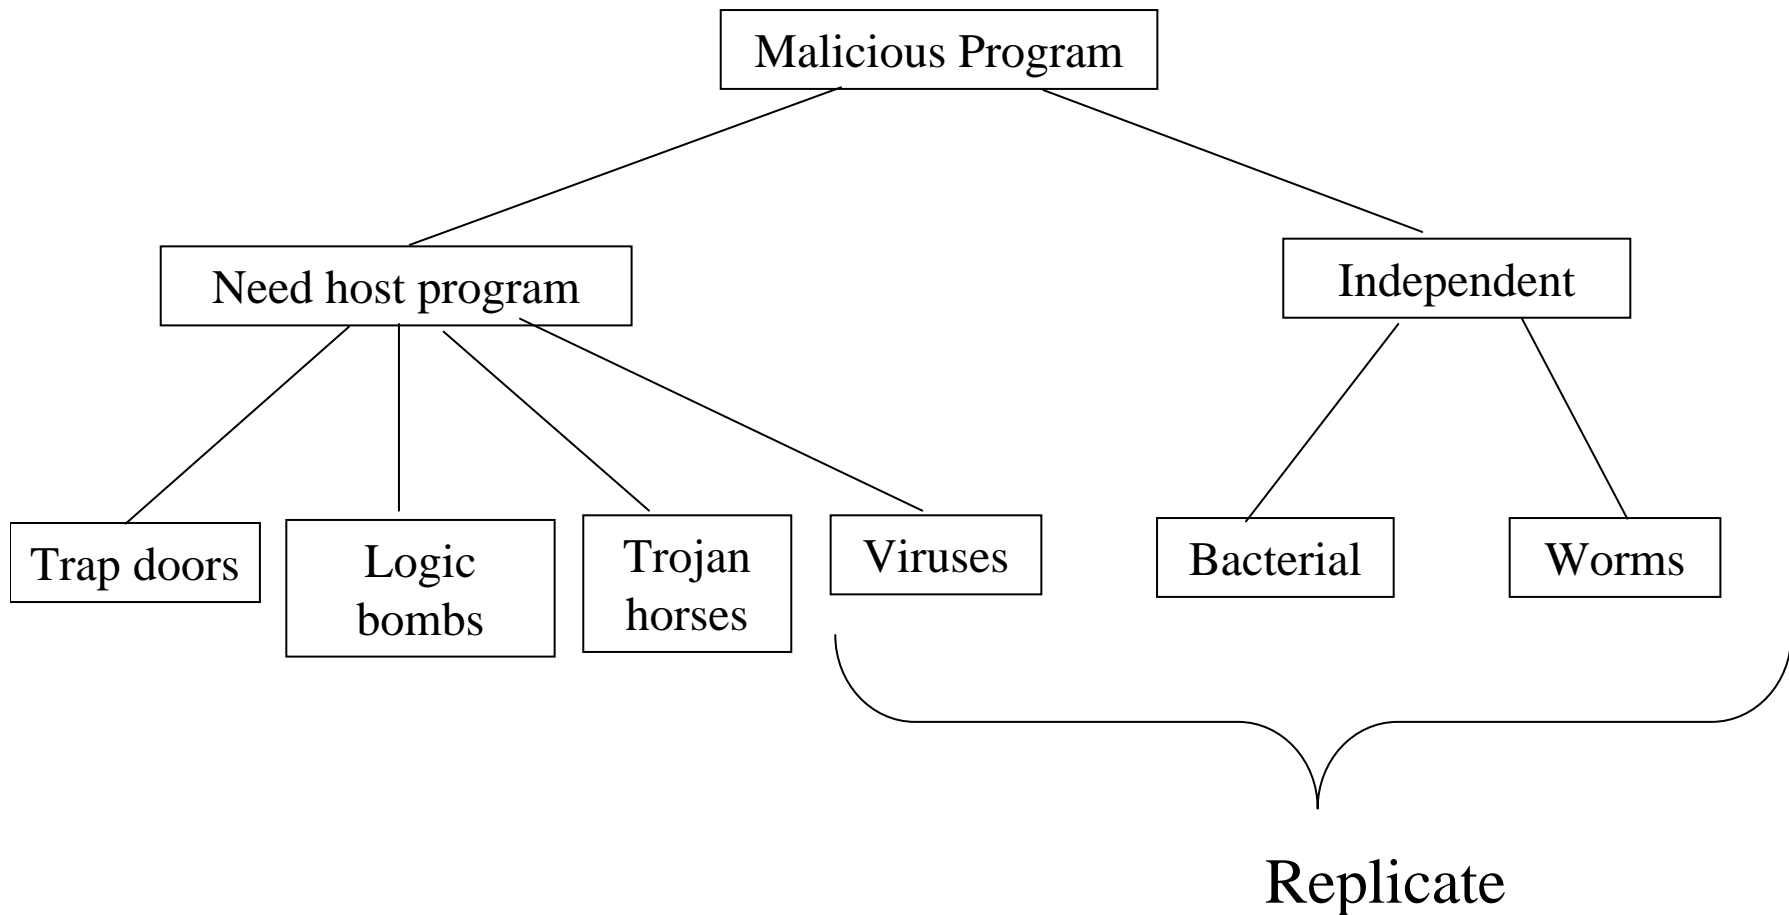 Malicious Program
Need host program
Independent
Trap doors
Logic
bombs
Trojan
horses
Viruses
Bacterial
Worms
Replicate